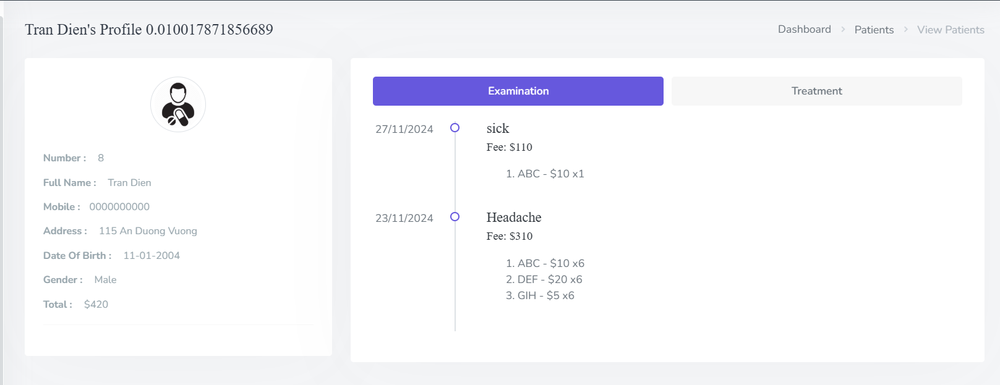 Tran Dien's Profile 0.010017871856689
Dashboard > Patients > View Patients
Number : 8
Full Name : Tran Dien
Mobile : 0000000000
Address : 115 An Duong Vuong
Date Of Birth : 11-01-2004
Gender : Male
Total : $420
Examination
Treatment
27/11/2024
sick
Fee: $110
1. ABC - $10 x1
23/11/2024
Headache
Fee: $310
1. ABC - $10 x6
2. DEF - $20 x6
3. GIH - $5 x6